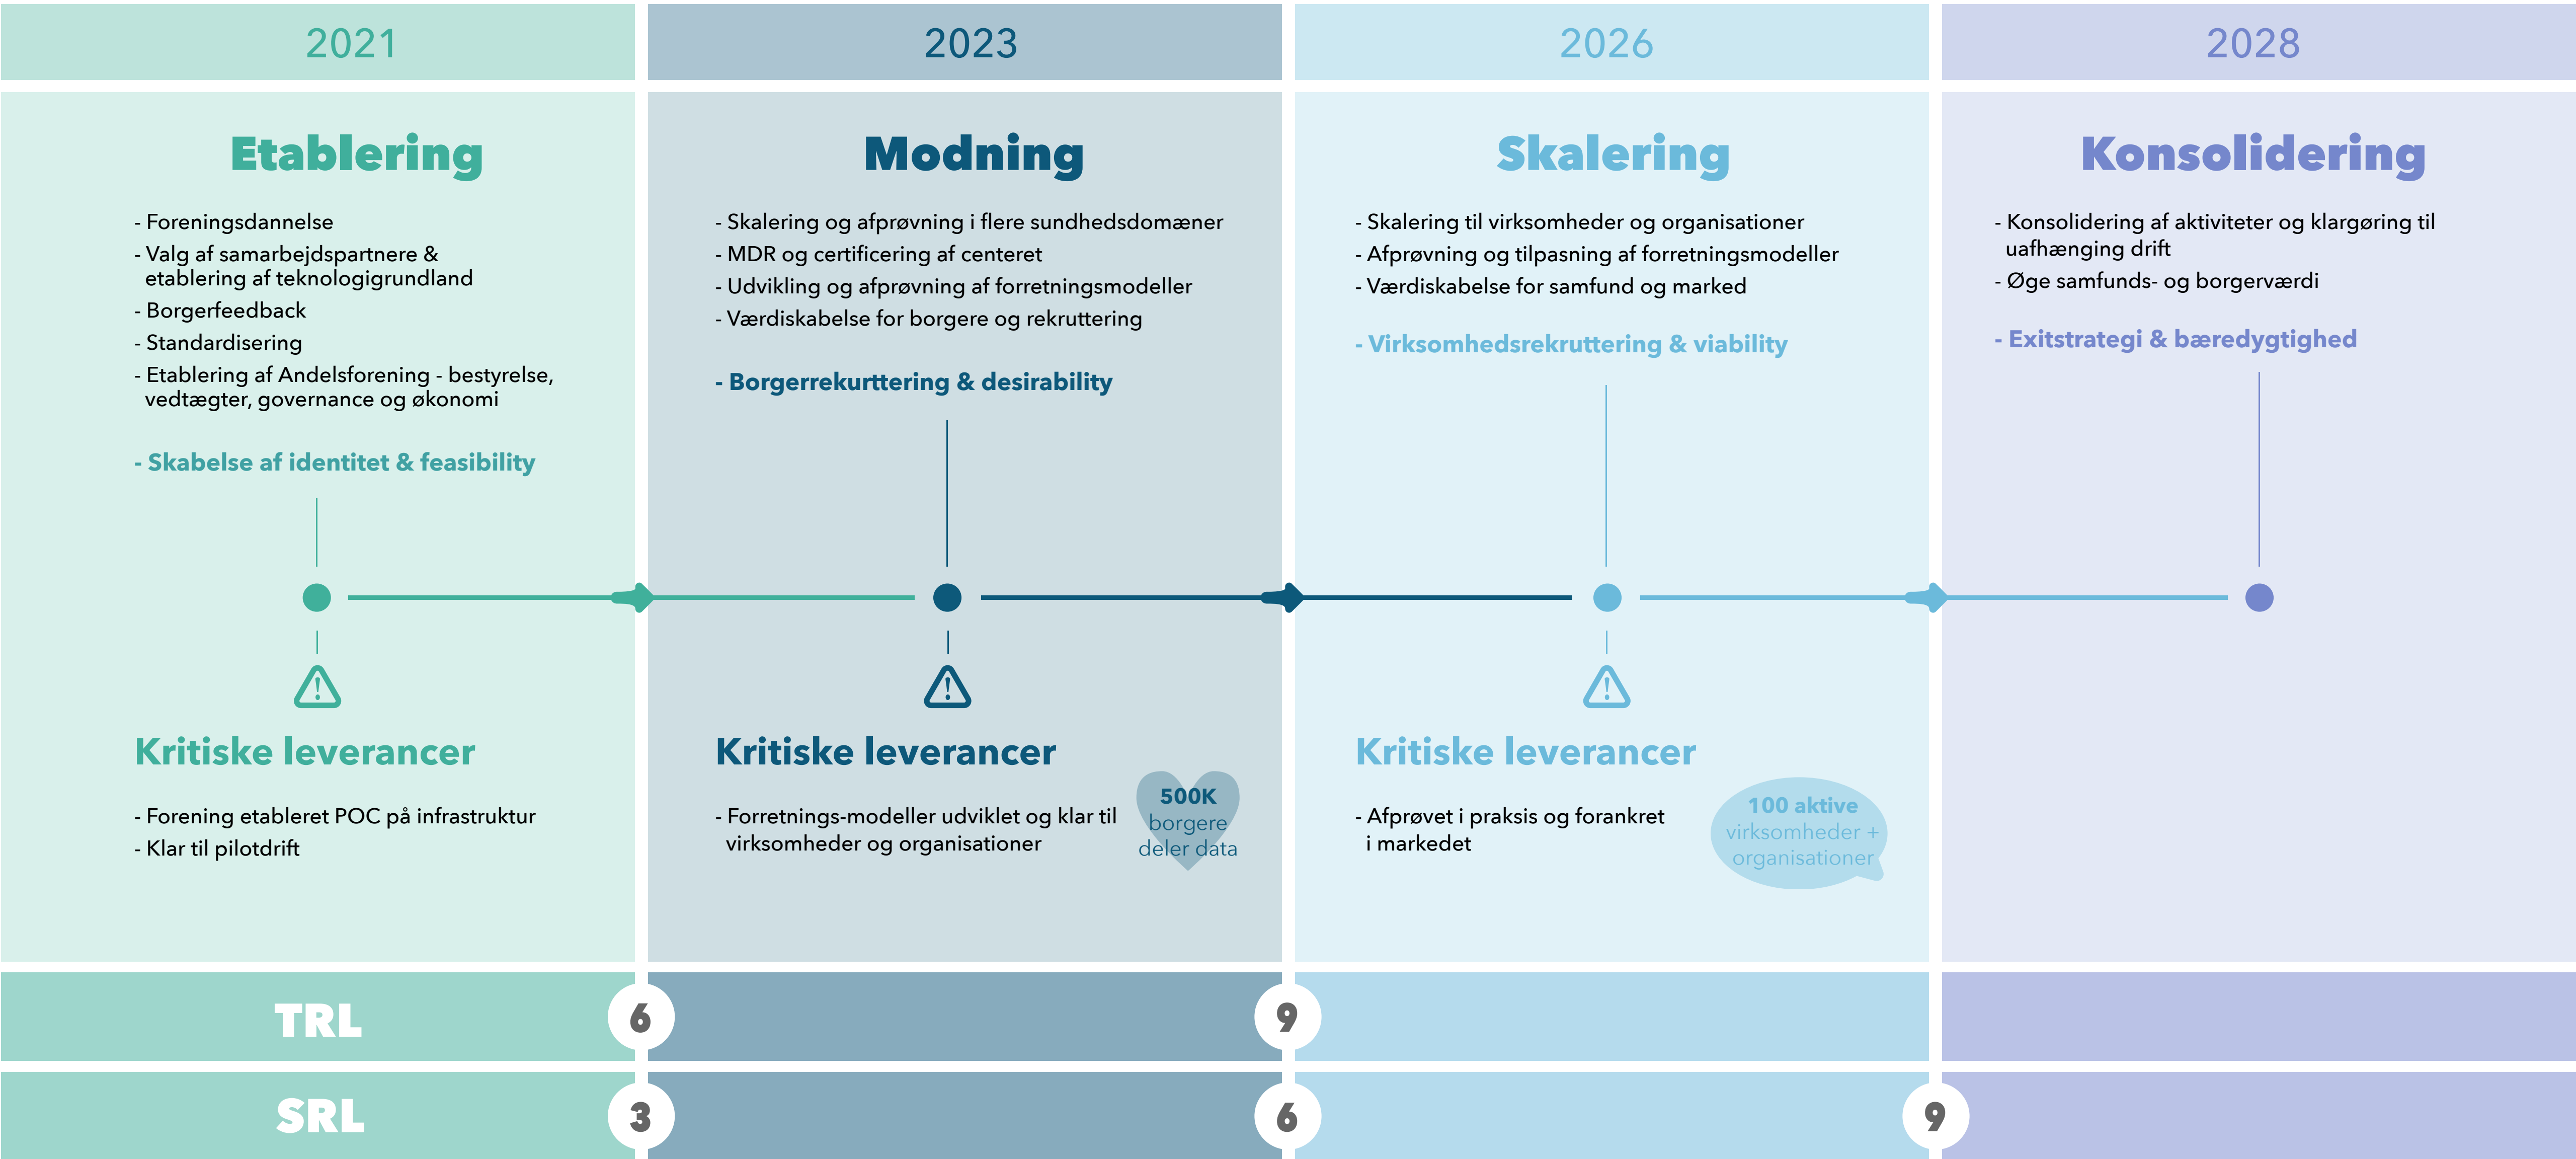 2021
2023
2026
2028
Etablering
- Foreningsdannelse
- Valg af samarbejdspartnere &
etablering af teknologigrundland
- Borgerfeedback
- Standardisering
- Etablering af Andelsforening - bestyrelse,
vedtægter, governance og økonomi
- Skabelse af identitet & feasibility
Kritiske leverancer
- Forening etableret POC på infrastruktur
- Klar til pilotdrift
Modning
- Skalering og afprøvning i flere sundhedsdomæner
- MDR og certificering af centeret
- Udvikling og afprøvning af forretningsmodeller
- Værdiskabelse for borgere og rekruttering
- Borgerrekurttering & desirability
Kritiske leverancer
- Forretnings-modeller udviklet og klar til
virksomheder og organisationer
500K
borgere
deler data
Skalering
- Skalering til virksomheder og organisationer
- Afprøvning og tilpasning af forretningsmodeller
- Værdiskabelse for samfund og marked
- Virksomhedsrekruttering & viability
Kritiske leverancer
- Afprøvet i praksis og forankret
i markedet
100 aktive
virksomheder +
organisationer
Konsolidering
- Konsolidering af aktiviteter og klargøring til
uafhænging drift
- Øge samfunds- og borgerværdi
- Exitstrategi & bæredygtighed
TRL
6
9
SRL
3
6
9